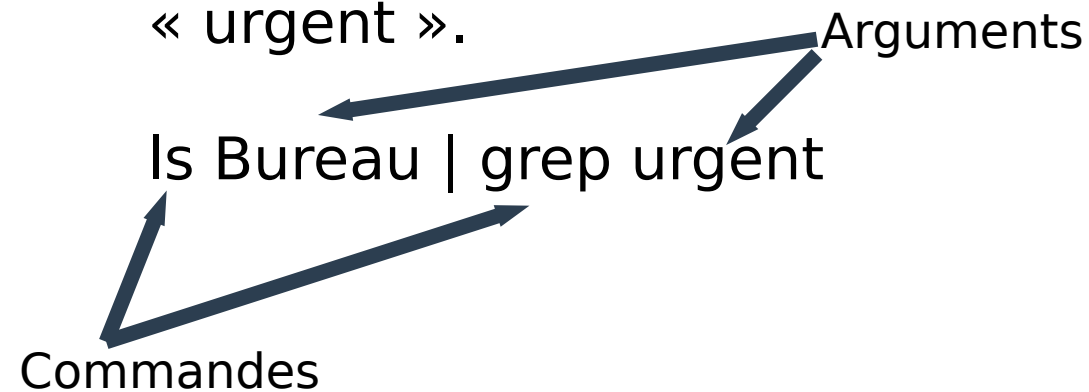 « urgent ».
Arguments
ls Bureau | grep urgent
Commandes